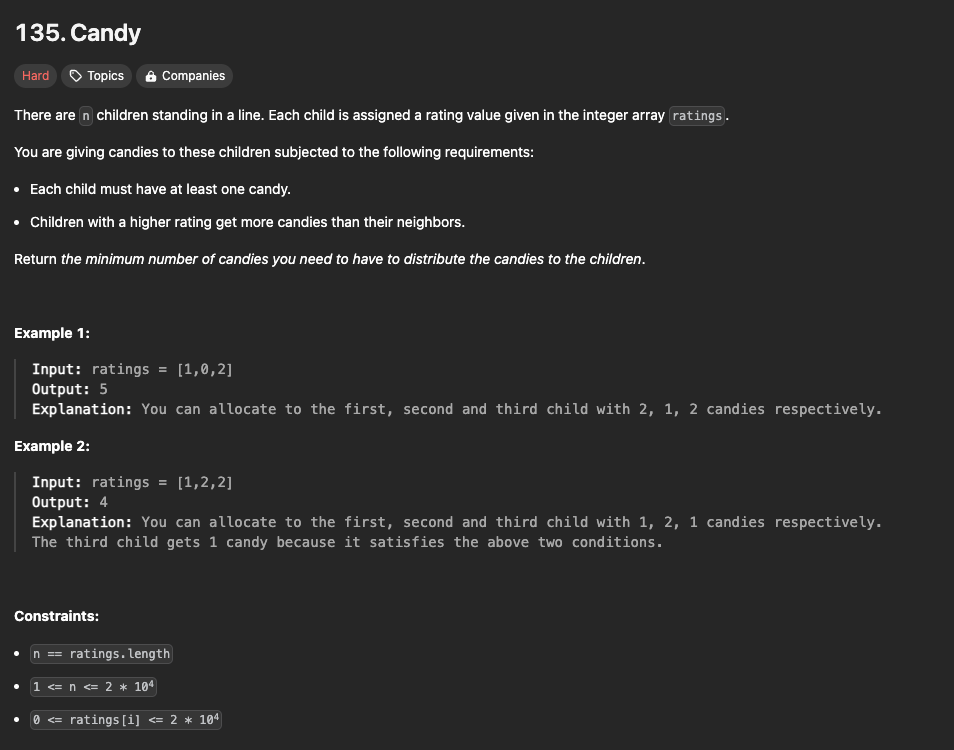 135. Candy
Hard Topics Companies
There are n children standing in a line. Each child is assigned a rating value given in the integer array ratings.
You are giving candies to these children subjected to the following requirements:
• Each child must have at least one candy.
• Children with a higher rating get more candies than their neighbors.
Return the minimum number of candies you need to have to distribute the candies to the children.
Example 1:
Input: ratings = [1,0,2]
Output: 5
Explanation: You can allocate to the first, second and third child with 2, 1, 2 candies respectively.
Example 2:
Input: ratings = [1,2,2]
Output: 4
Explanation: You can allocate to the first, second and third child with 1, 2, 1 candies respectively.
The third child gets 1 candy because it satisfies the above two conditions.
Constraints:
• n == ratings.length
• 1 <= n <= 2 * 10⁴
• 0 <= ratings[i] <= 2 * 10⁴